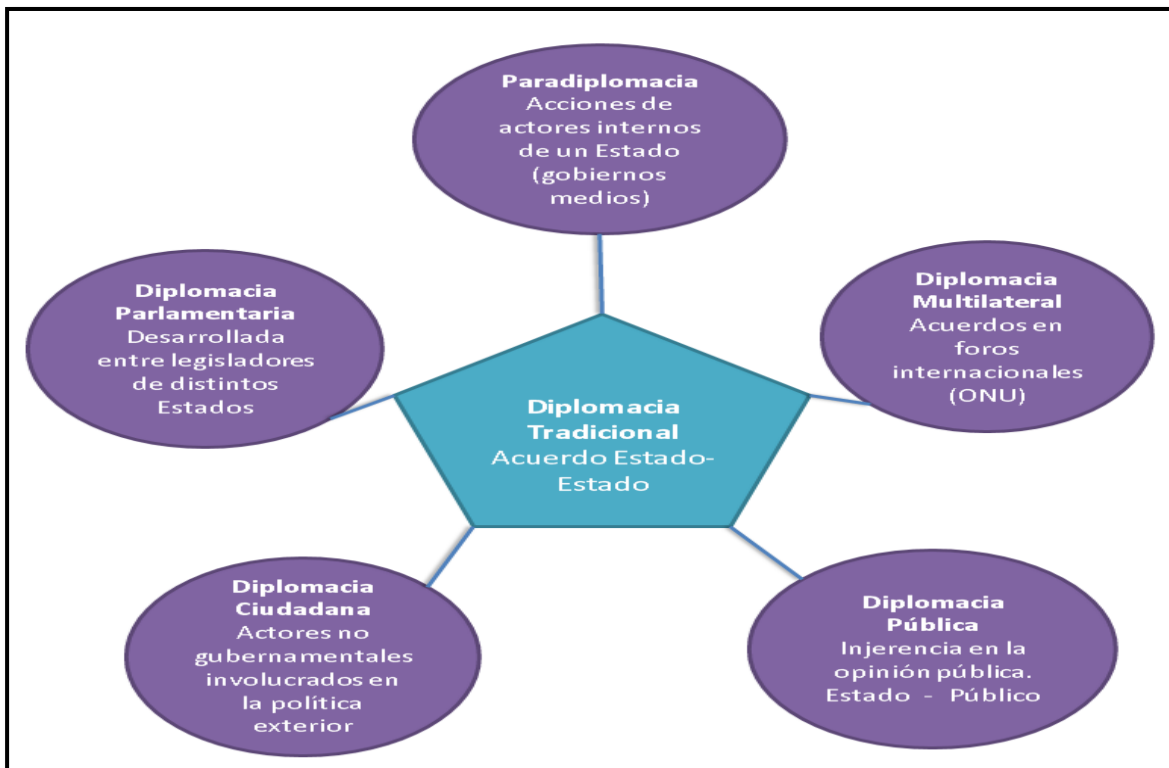 Paradiplomacia
Acciones de
actores internos
de un Estado
(gobiernos
medios)
Diplomacia
Parlamentaria
Desarrollada
entre legisladores
de distintos
Estados
Diplomacia
Multilateral
Acuerdos en
foros
internacionales
(ONU)
Diplomacia
Tradicional
Acuerdo Estado-
Estado
Diplomacia
Ciudadana
Actores no
gubernamentales
involucrados en
la política
exterior
Diplomacia
Pública
Injerencia en la
opinión pública.
Estado - Público